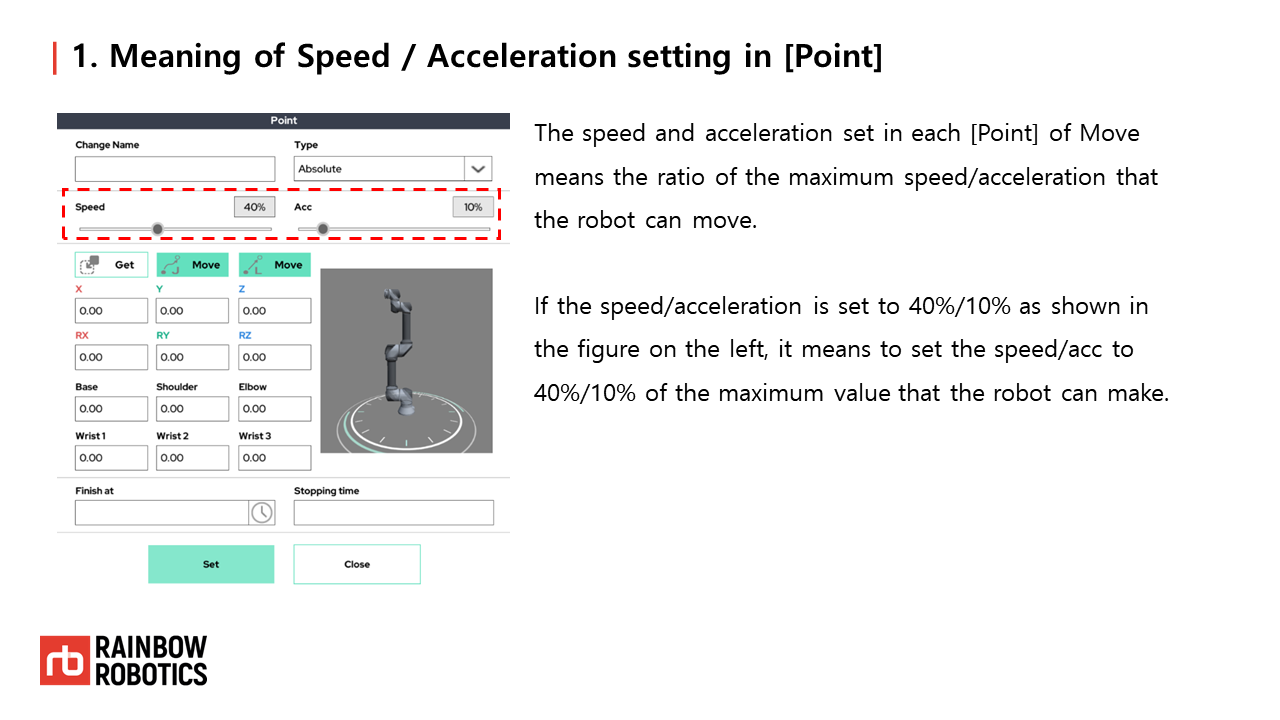 1. Meaning of Speed / Acceleration setting in [Point]
Point
Change Name
Type
Absolute
Speed
40%
Acc
10%
Get
Move
Move
X
Y
Z
0.00
0.00
0.00
RX
RY
RZ
0.00
0.00
0.00
Base
Shoulder
Elbow
0.00
0.00
0.00
Wrist 1
Wrist 2
Wrist 3
0.00
0.00
0.00
Finish at
Stopping time
Set
Close
The speed and acceleration set in each [Point] of Move
means the ratio of the maximum speed/acceleration that
the robot can move.
If the speed/acceleration is set to 40%/10% as shown in
the figure on the left, it means to set the speed/acc to
40%/10% of the maximum value that the robot can make.
rb
RAINBOW
ROBOTICS